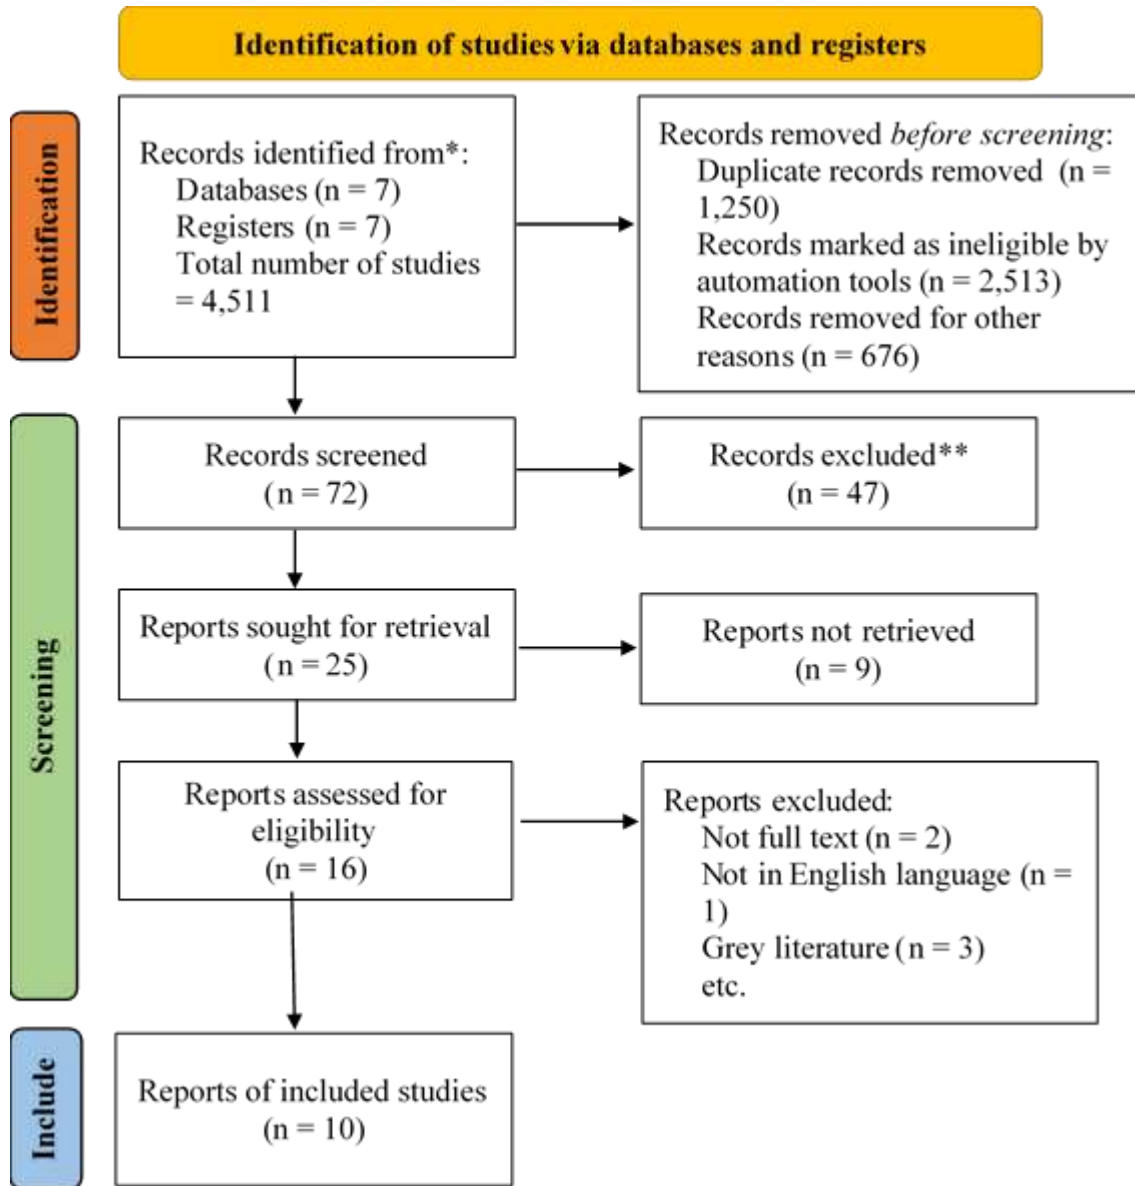 Identification of studies via databases and registers
Identification
Records identified from*:
Databases (n = 7)
Registers (n = 7)
Total number of studies
= 4,511
Records removed before screening:
Duplicate records removed (n =
1,250)
Records marked as ineligible by
automation tools (n = 2,513)
Records removed for other
reasons (n = 676)
Screening
Records screened
(n = 72)
Records excluded**
(n = 47)
Reports sought for retrieval
(n = 25)
Reports not retrieved
(n = 9)
Reports assessed for
eligibility
(n = 16)
Reports excluded:
Not full text (n = 2)
Not in English language (n =
1)
Grey literature (n = 3)
etc.
Include
Reports of included studies
(n = 10)